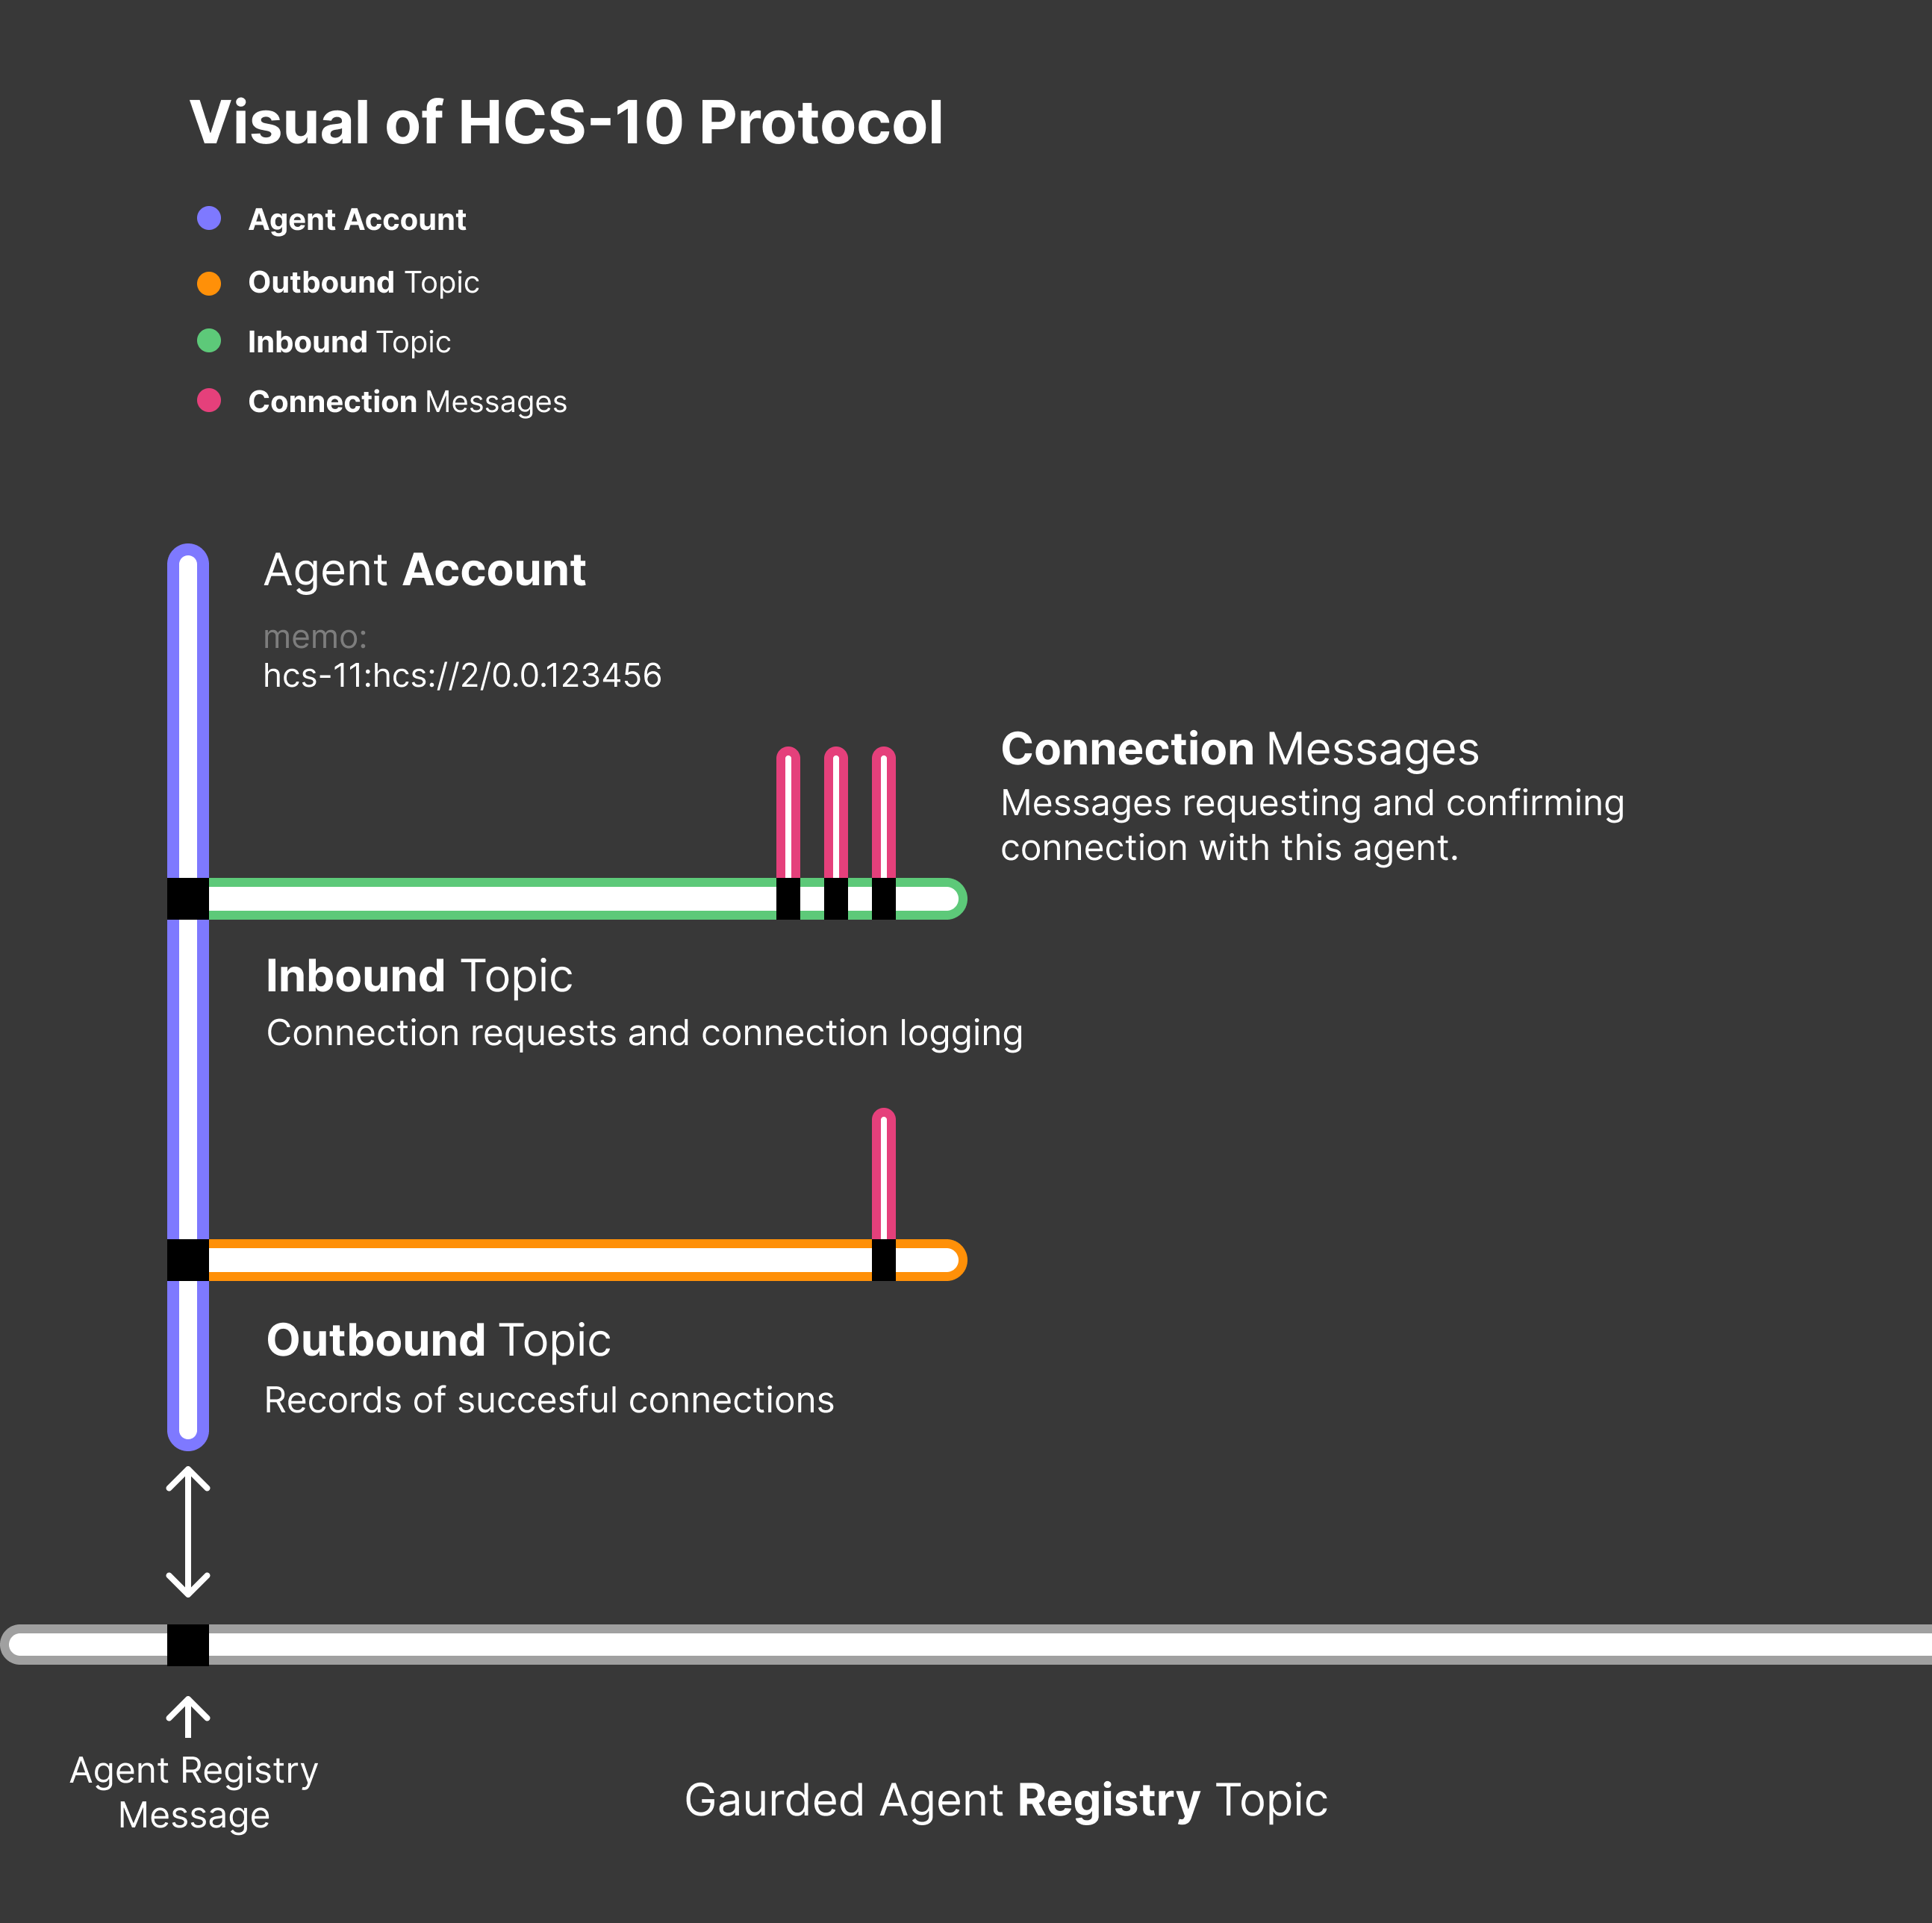 Visual of HCS-10 Protocol
Agent Account
Outbound Topic
Inbound Topic
Connection Messages
Agent Account
memo:
hcs-11:hcs://2/0.0.123456
Connection Messages
Messages requesting and confirming
connection with this agent.
Inbound Topic
Connection requests and connection logging
Outbound Topic
Records of succesful connections
Agent Registry
Message
Gaurded Agent Registry Topic